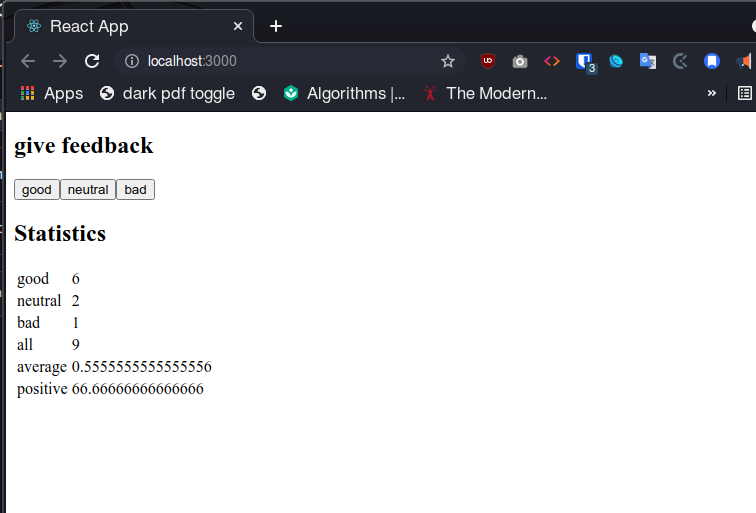 React App
localhost:3000
3
Apps dark pdf toggle Algorithms |... The Modern... »
give feedback
good neutral bad
Statistics
good 6
neutral 2
bad 1
all 9
average 0.5555555555555556
positive 66.66666666666666